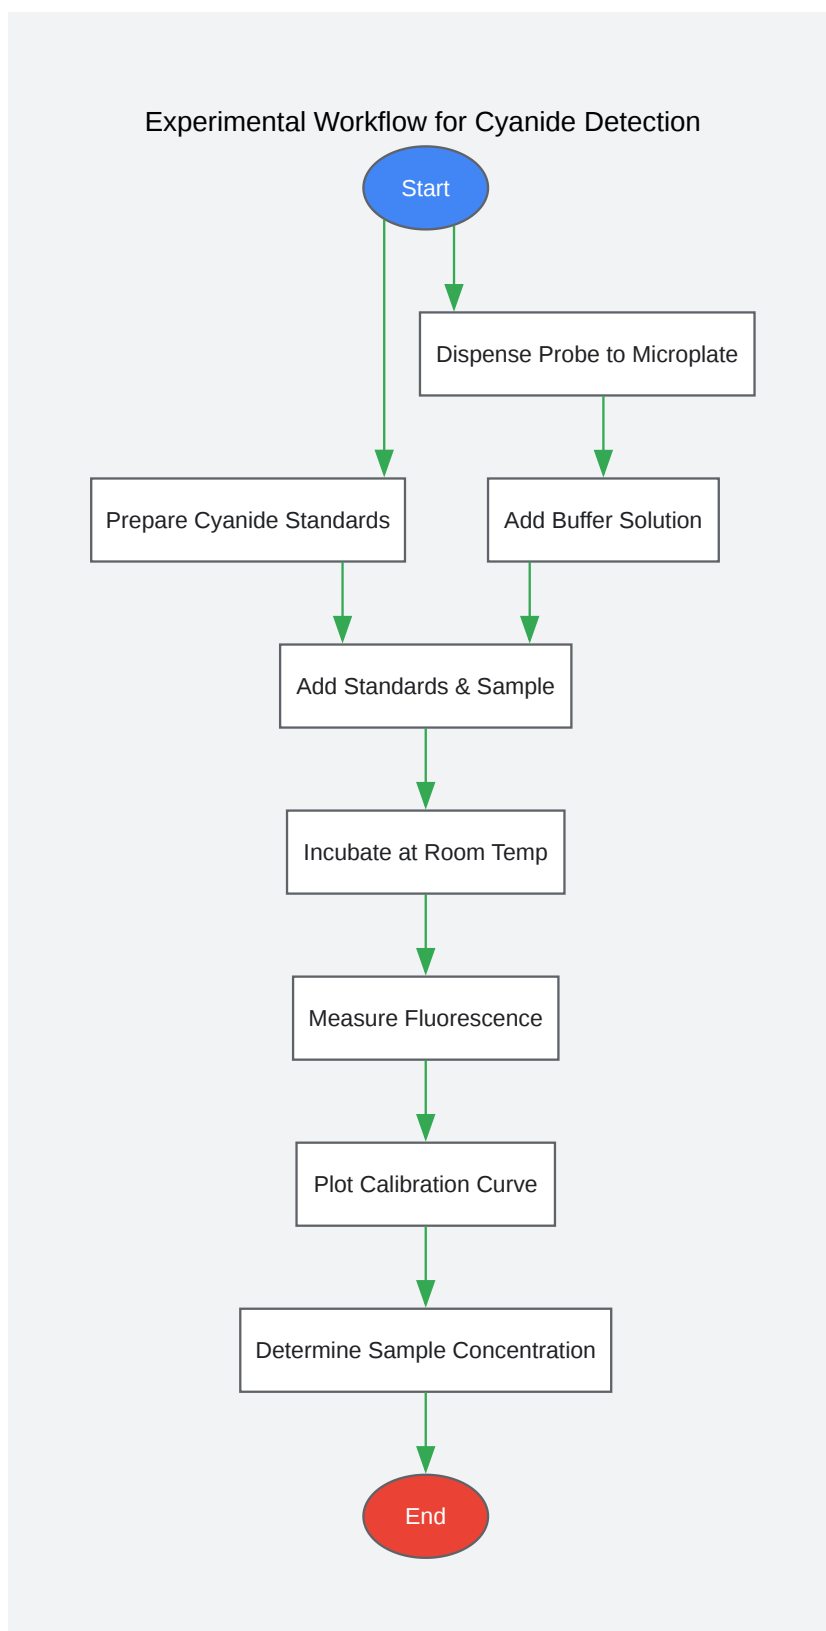 Experimental Workflow for Cyanide Detection
Start
Dispense Probe to Microplate
Prepare Cyanide Standards
Add Buffer Solution
Add Standards & Sample
Incubate at Room Temp
Measure Fluorescence
Plot Calibration Curve
Determine Sample Concentration
End